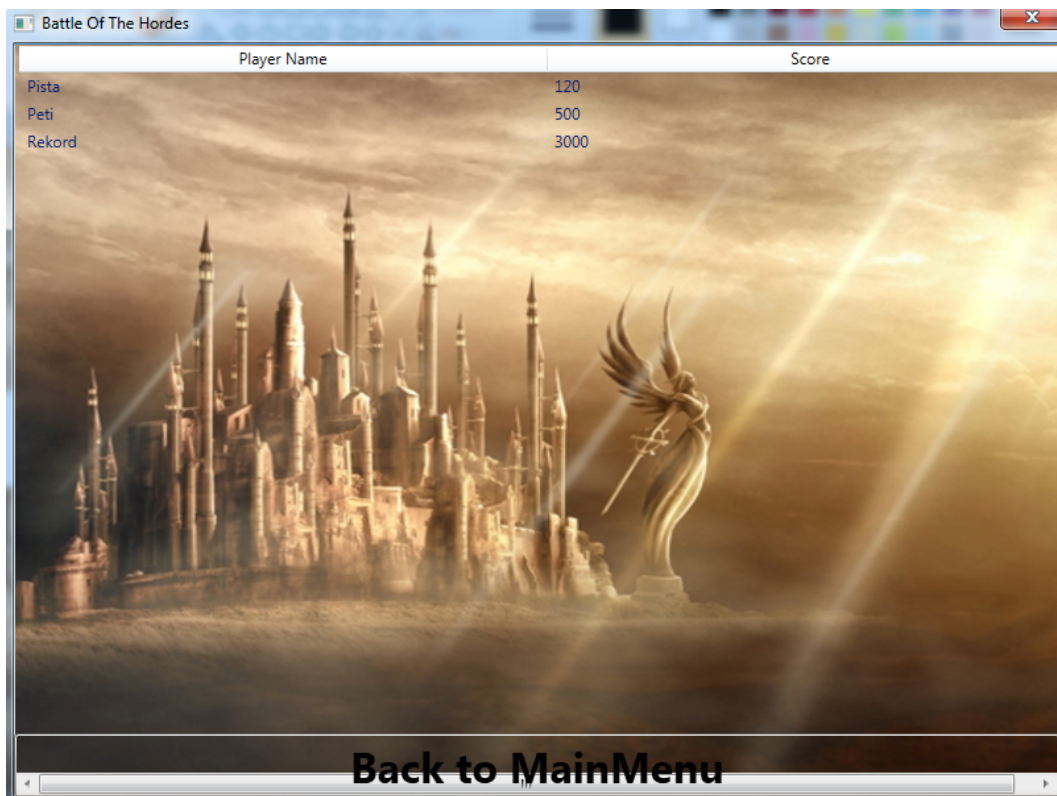 Battle Of The Hordes
Player Name Score
Pista 120
Peti 500
Rekord 3000
Back to MainMenu